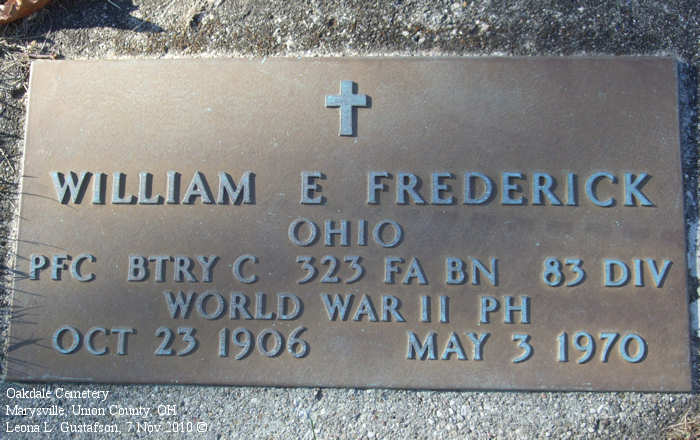 WILLIAM E FREDERICK
OHIO
PFC BTRY C 323 FA BN 83 DIV
WORLD WAR II PH
OCT 23 1906 MAY 3 1970
Oakdale Cemetery
Marysville, Union County, OH
Leona L. Gustafson, 7 Nov 2010 ©